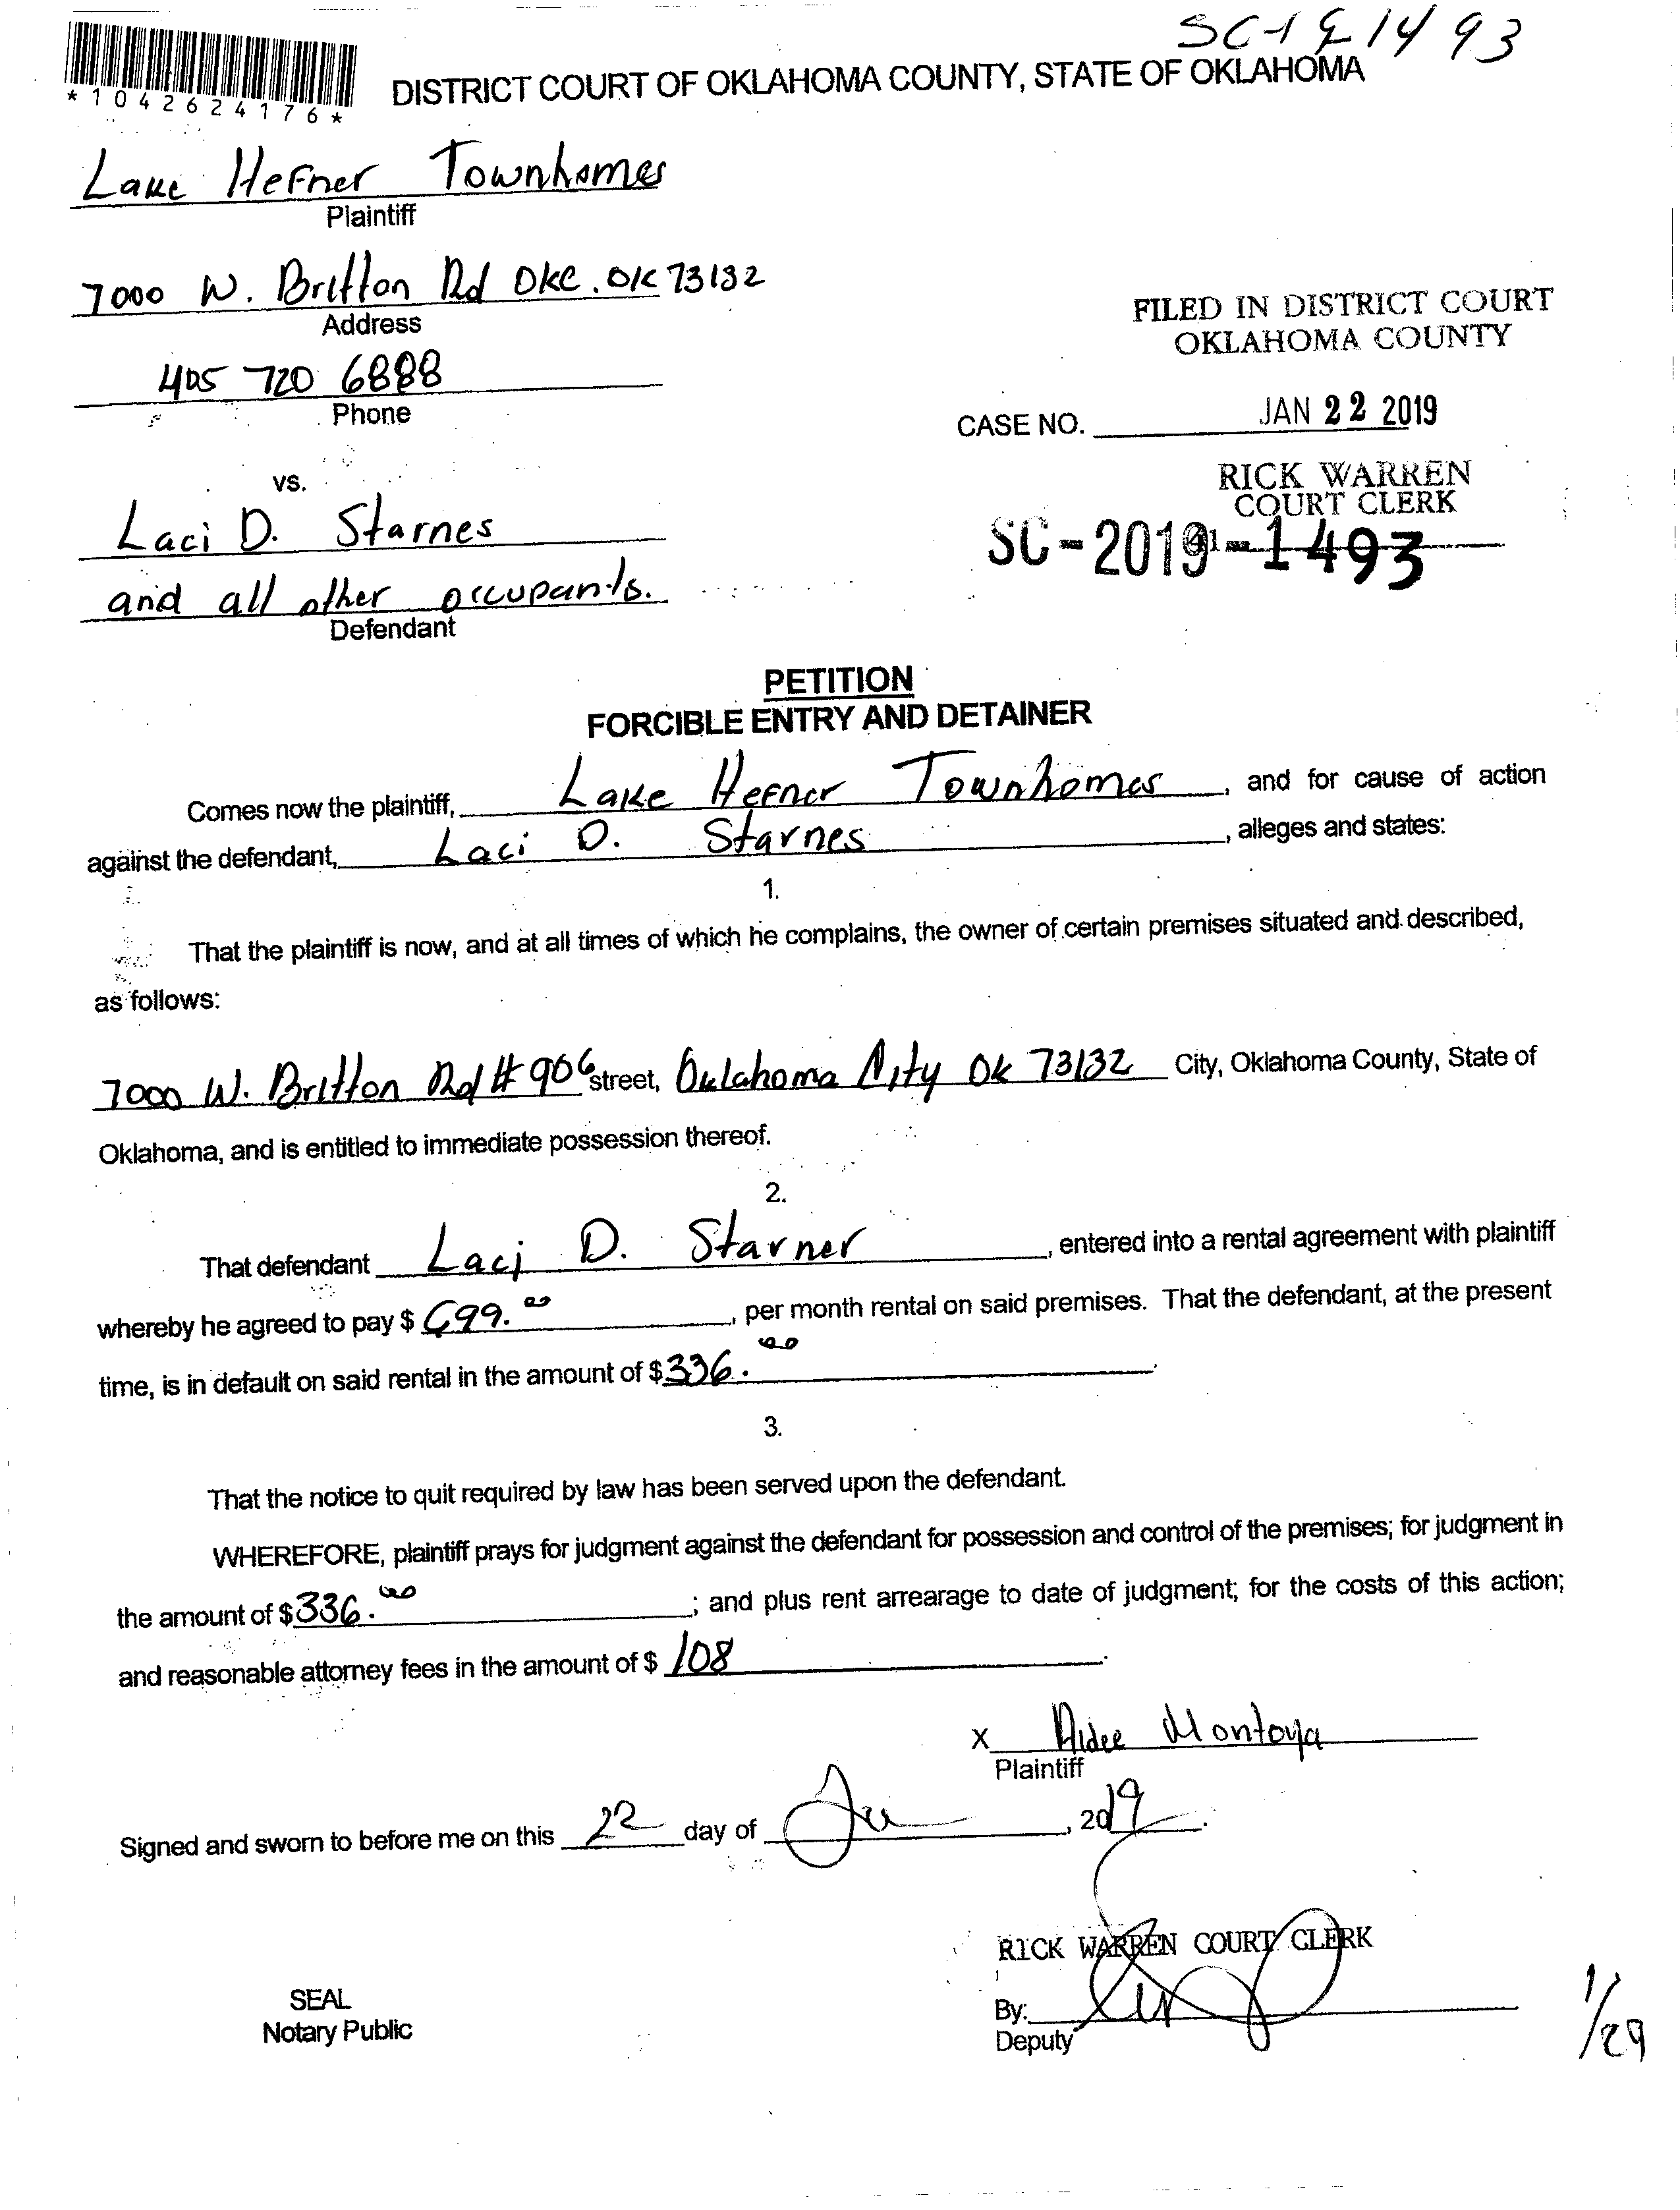 SC-19 1493
DISTRICT COURT OF OKLAHOMA COUNTY, STATE OF OKLAHOMA
*1042624176*
Lake Hefner Townhomes
Plaintiff
7000 W. Britton Rd OKC. OK 73132
Address
405 720 6888
Phone
FILED IN DISTRICT COURT
OKLAHOMA COUNTY
JAN 22 2019
CASE NO.
RICK WARREN
COURT CLERK
41
SC-2019-1493
vs.
Laci D. Starnes
and all other occupants.
Defendant
PETITION
FORCIBLE ENTRY AND DETAINER
Comes now the plaintiff, Lake Hefner Townhomes, and for cause of action
against the defendant, Laci D. Starnes, alleges and states:
1.
That the plaintiff is now, and at all times of which he complains, the owner of certain premises situated and described,
as follows:
7000 W. Britton Rd # 906 street, Oklahoma City OK 73132 City, Oklahoma County, State of
Oklahoma, and is entitled to immediate possession thereof.
2.
That defendant Laci D. Starner, entered into a rental agreement with plaintiff
whereby he agreed to pay $ 699.00, per month rental on said premises. That the defendant, at the present
time, is in default on said rental in the amount of $ 336.00.
3.
That the notice to quit required by law has been served upon the defendant.
WHEREFORE, plaintiff prays for judgment against the defendant for possession and control of the premises; for judgment in
the amount of $ 336.00; and plus rent arrearage to date of judgment; for the costs of this action;
and reasonable attorney fees in the amount of $ 108.
X Aidee Montoya
Plaintiff
Signed and sworn to before me on this 22 day of Jan, 2019.
RICK WARREN COURT CLERK
SEAL
Notary Public
By:
Deputy
1/29